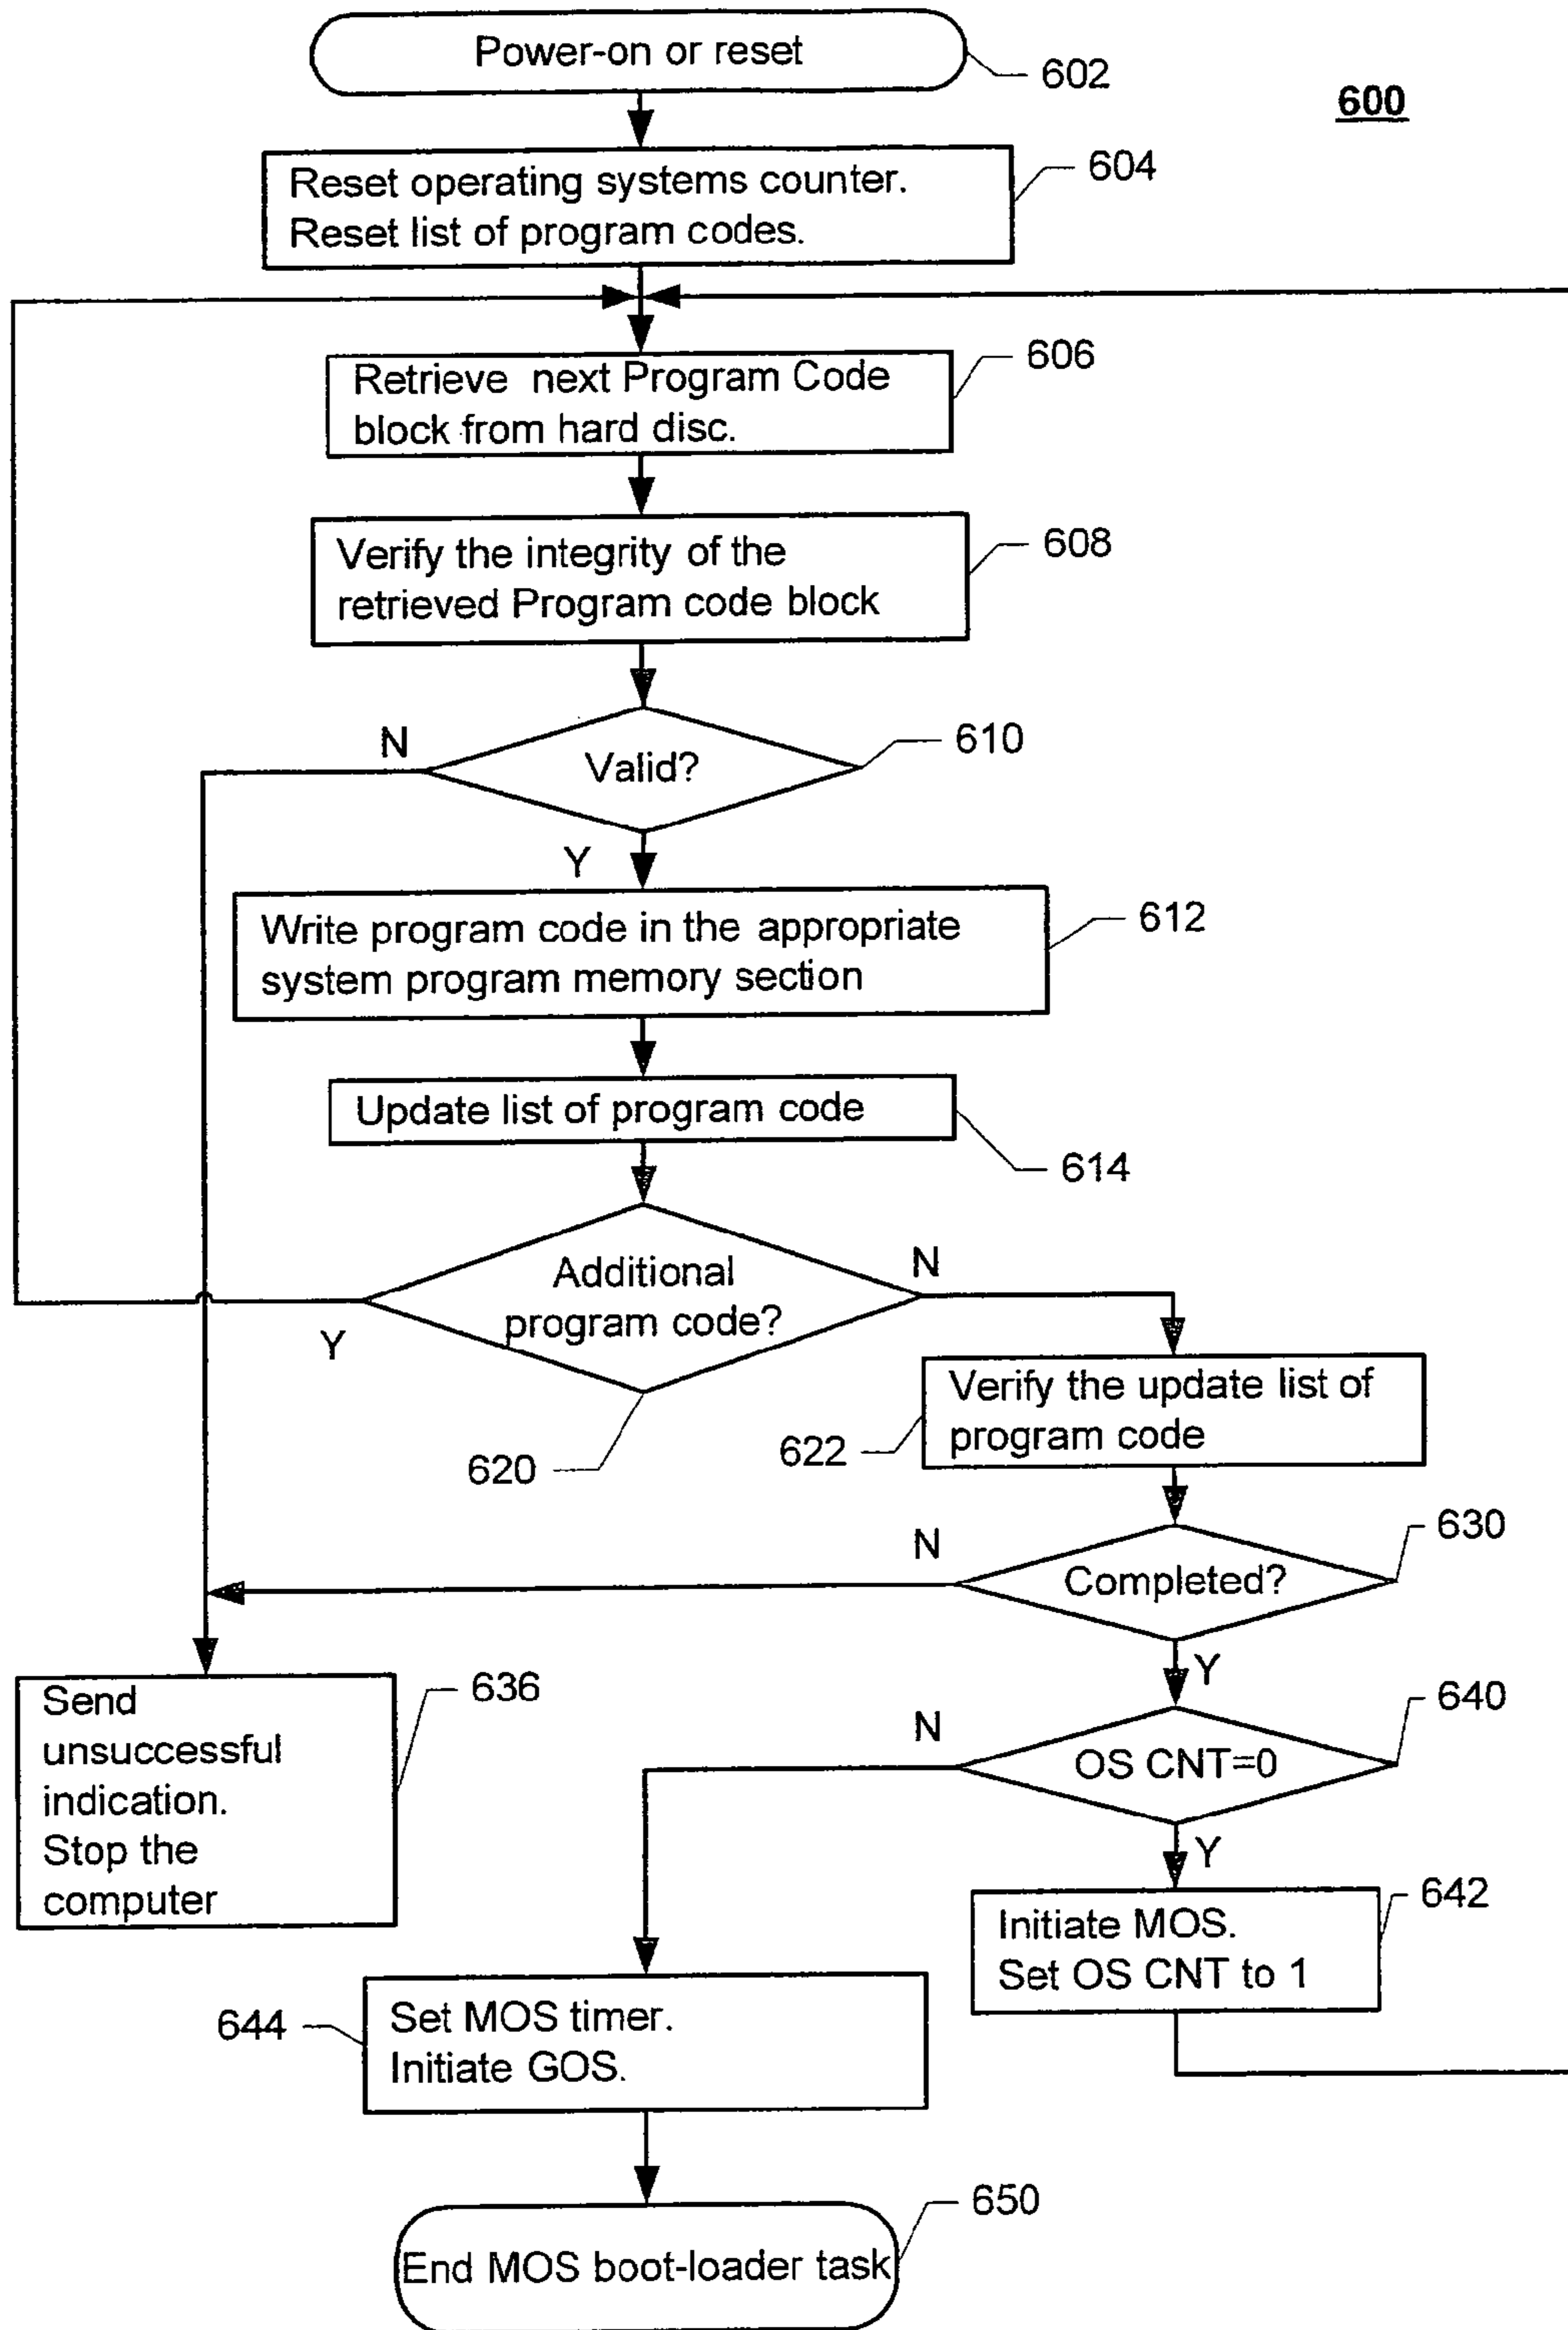 Power-on or reset
602
600
Reset operating systems counter.
Reset list of program codes.
604
Retrieve next Program Code
block from hard disc.
606
Verify the integrity of the
retrieved Program code block
608
N
Valid?
610
Y
Write program code in the appropriate
system program memory section
612
Update list of program code
614
Additional
program code?
N
Y
620
Verify the update list of
program code
622
N
Completed?
630
Y
Send
unsuccessful
indication.
Stop the
computer
636
N
OS CNT=0
640
Y
Initiate MOS.
Set OS CNT to 1
642
Set MOS timer.
Initiate GOS.
644
End MOS boot-loader task
650